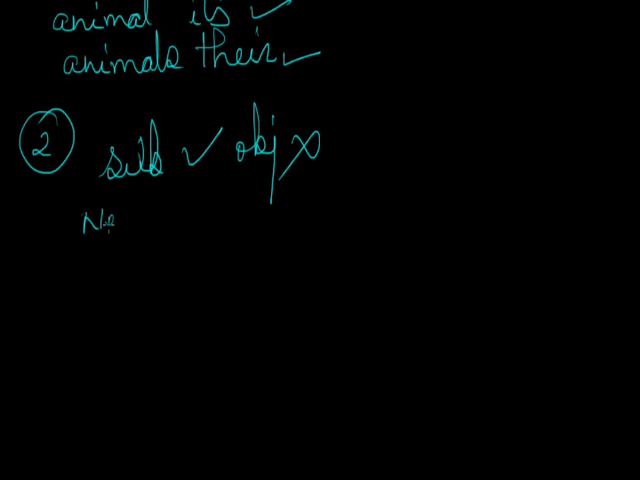 animal its ✓
animals their ✓
2 sub ✓ obj ✗